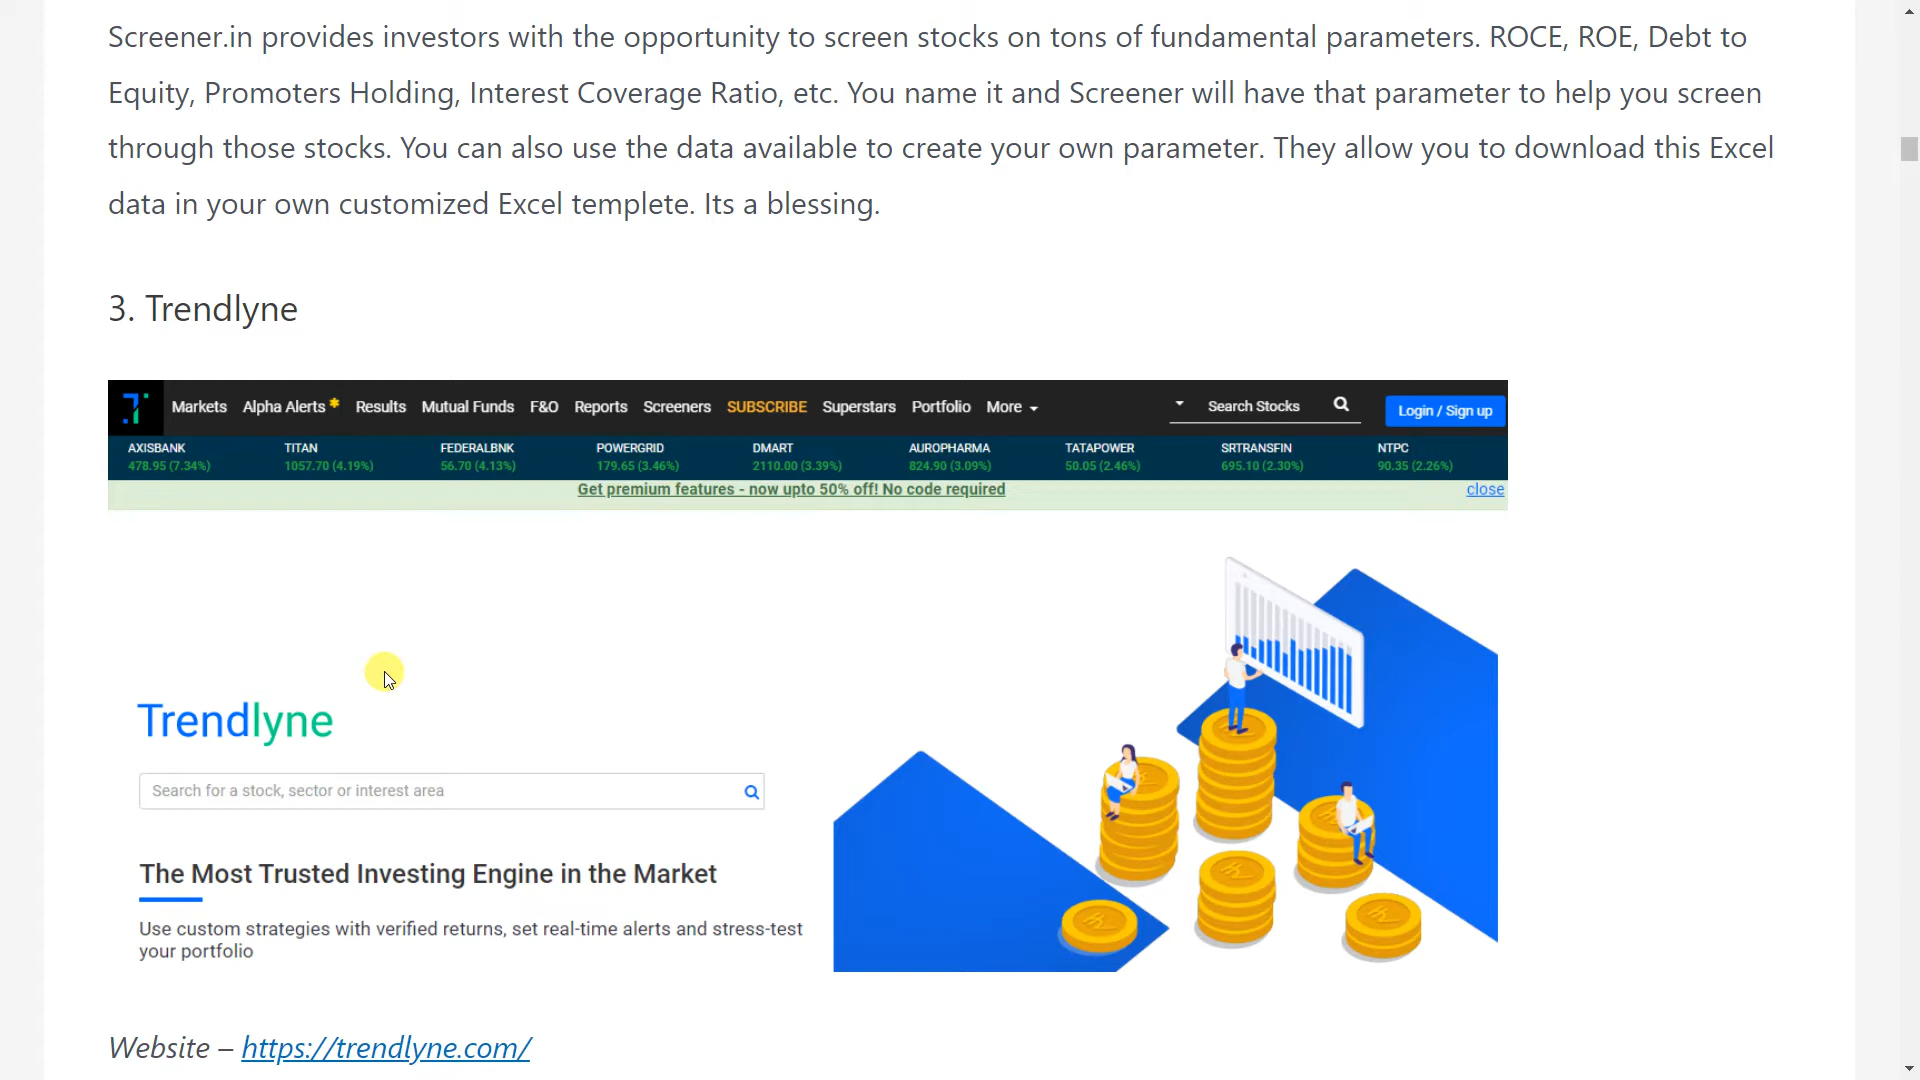 Screener.in provides investors with the opportunity to screen stocks on tons of fundamental parameters. ROCE, ROE, Debt to
Equity, Promoters Holding, Interest Coverage Ratio, etc. You name it and Screener will have that parameter to help you screen
through those stocks. You can also use the data available to create your own parameter. They allow you to download this Excel
data in your own customized Excel templete. Its a blessing.
3. Trendlyne
Markets Alpha Alerts Results Mutual Funds F&O Reports Screeners SUBSCRIBE Superstars Portfolio More Search Stocks Login / Sign up
AXISBANK TITAN FEDERALBNK POWERGRID DMART AUROPHARMA TATAPOWER SRTRANSFIN NTPC
478.95 (7.34%) 1057.70 (4.19%) 56.70 (4.13%) 179.65 (3.46%) 2110.00 (3.39%) 824.90 (3.09%) 50.05 (2.46%) 695.10 (2.30%) 90.35 (2.26%)
Get premium features - now upto 50% off! No code required close
Trendlyne
Search for a stock, sector or interest area
The Most Trusted Investing Engine in the Market
Use custom strategies with verified returns, set real-time alerts and stress-test
your portfolio
Website – https://trendlyne.com/